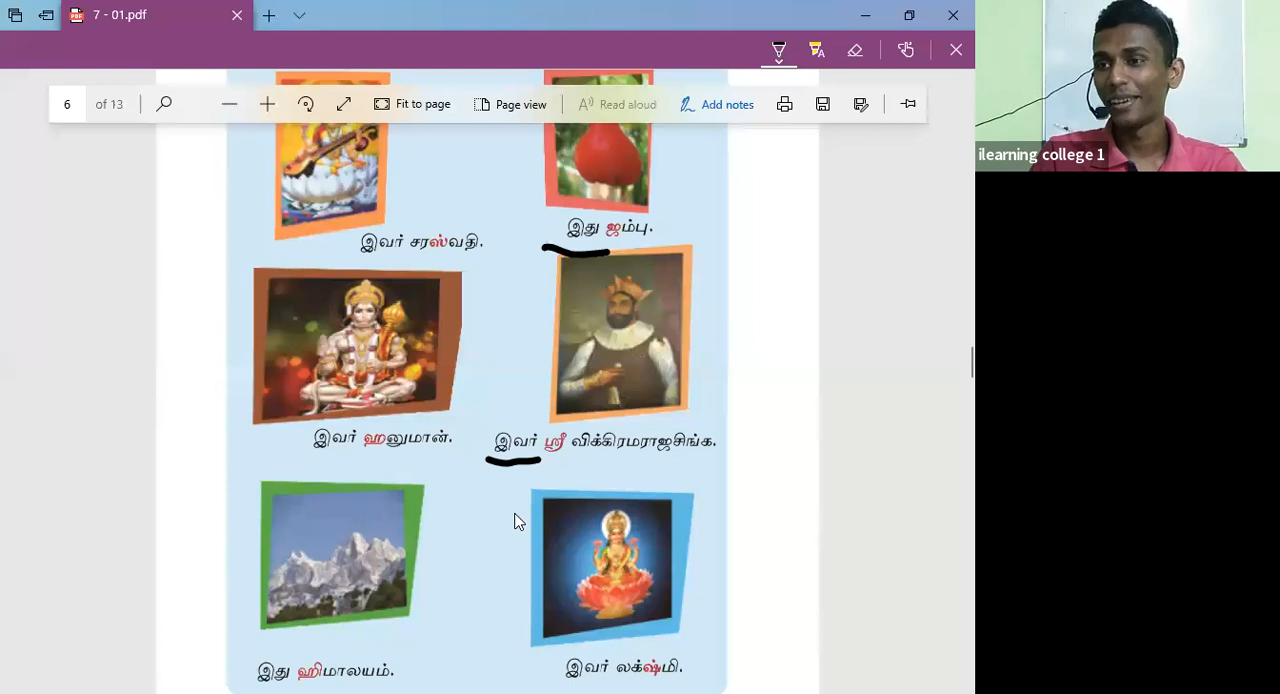 7 - 01.pdf
6 of 13
Fit to page
Page view
Read aloud
Add notes
ilearning college 1
இவர் சரஸ்வதி.
இது ஜம்பு.
இவர் ஹனுமான்.
இவர் ஸ்ரீ விக்கிரமராஜசிங்க.
இது ஹிமாலயம்.
இவர் லக்ஷ்மி.